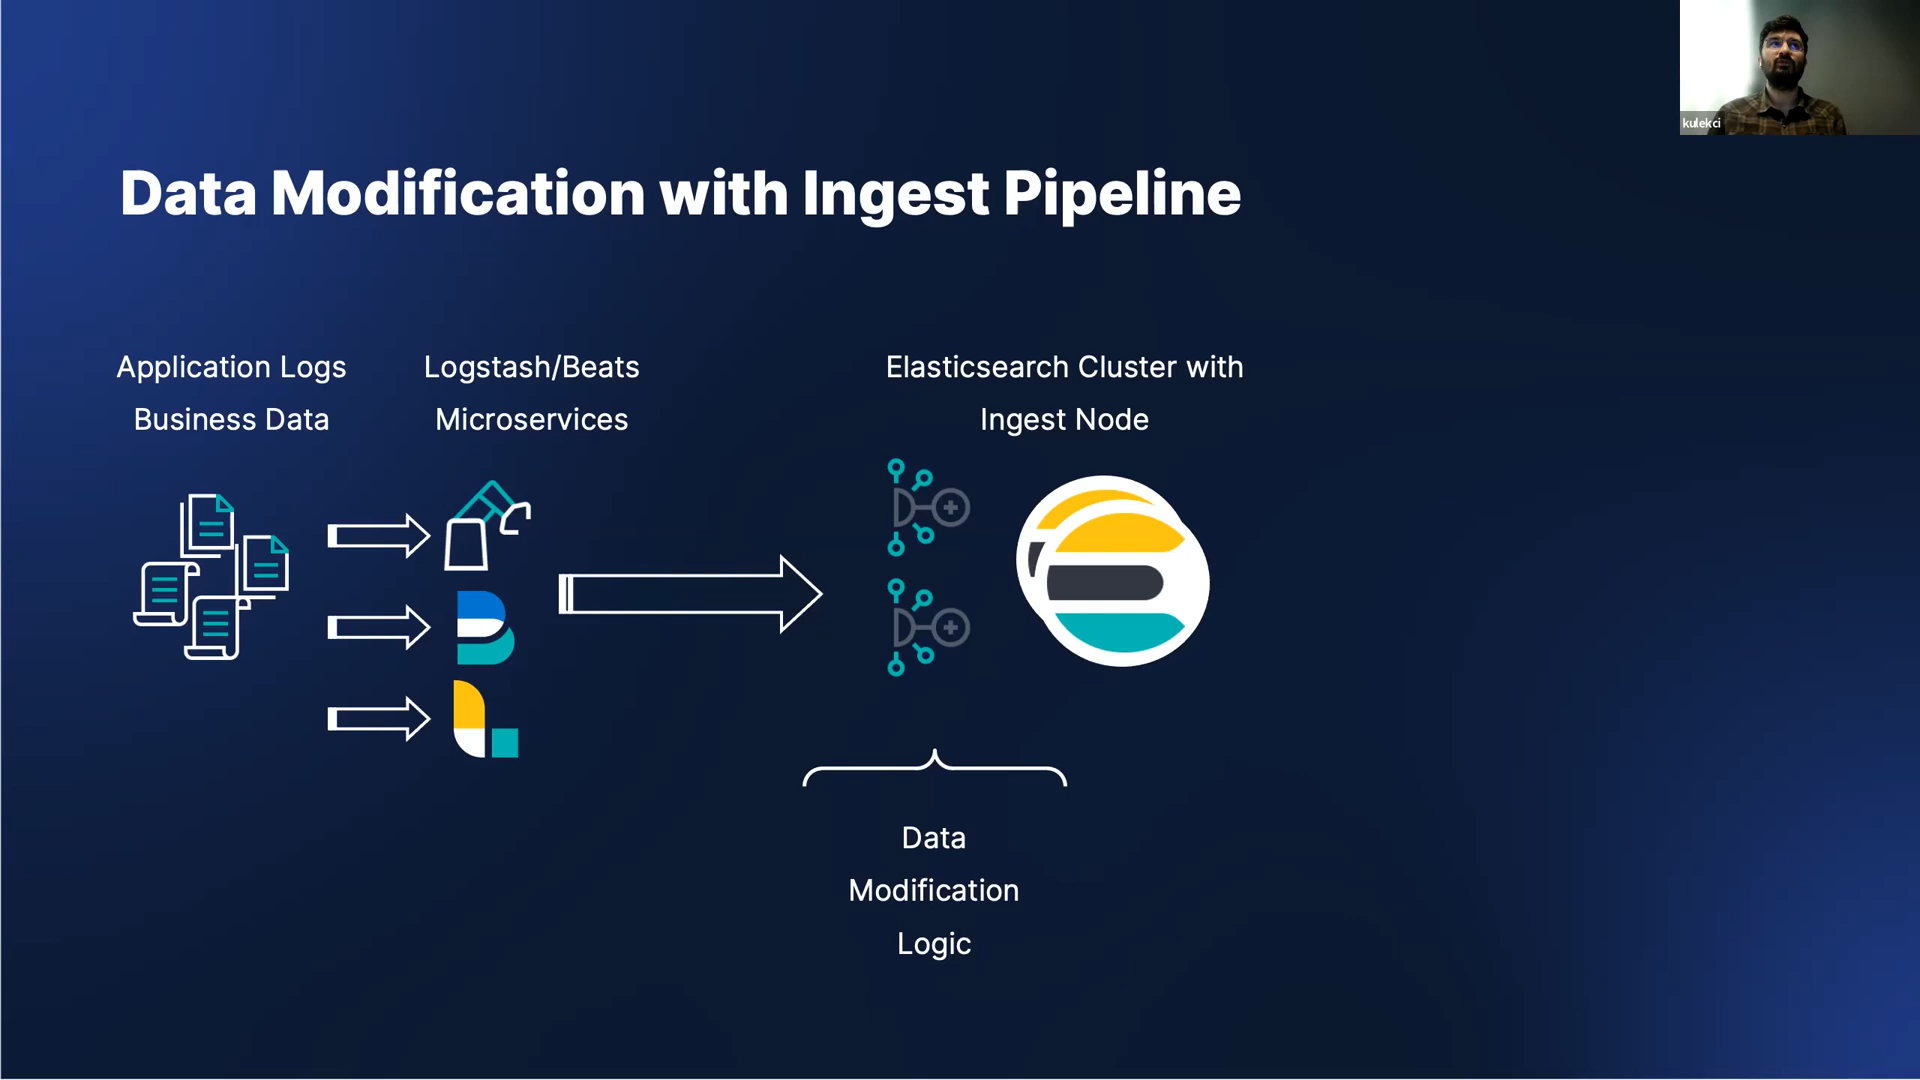 kulekci
Data Modification with Ingest Pipeline
Application Logs
Business Data
Logstash/Beats
Microservices
Elasticsearch Cluster with
Ingest Node
Data
Modification
Logic